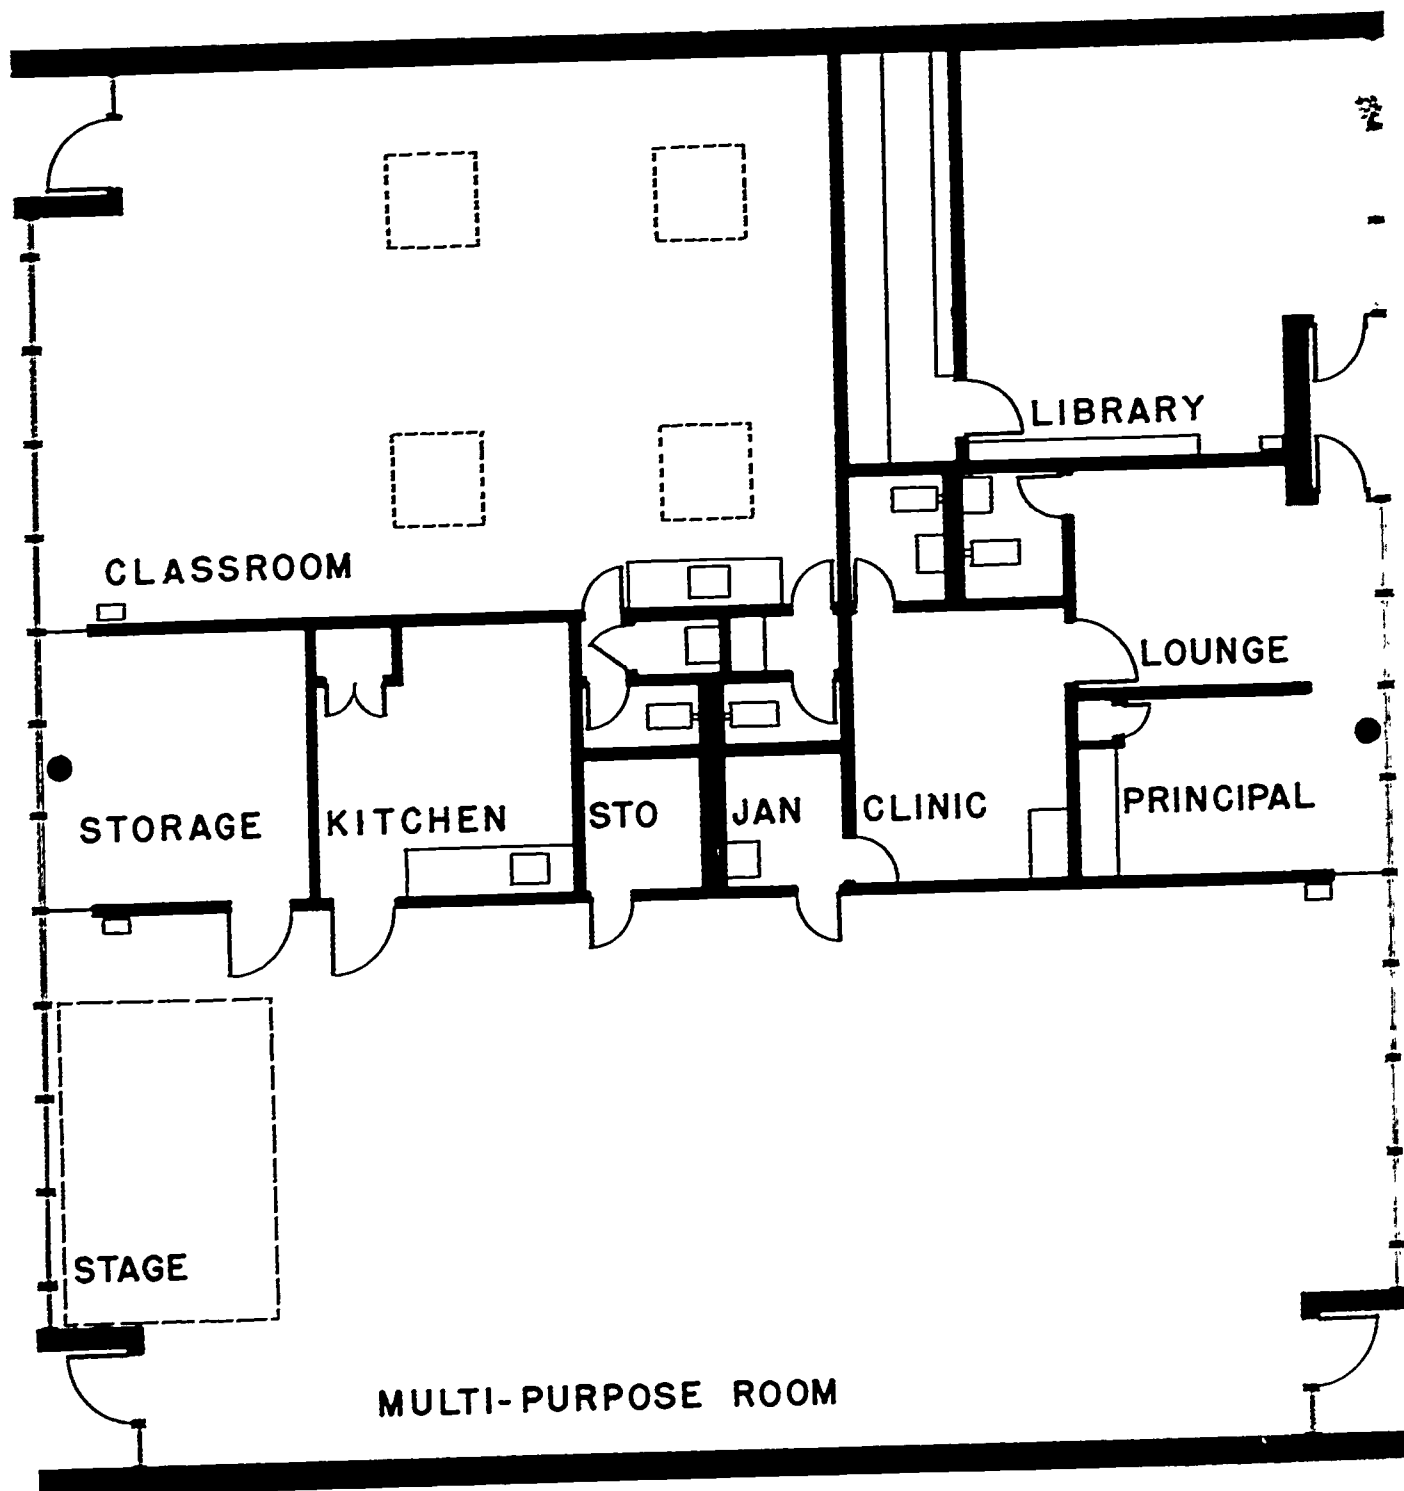 LIBRARY
CLASSROOM
LOUNGE
STORAGE
KITCHEN
STO
JAN
CLINIC
PRINCIPAL
STAGE
MULTI-PURPOSE ROOM